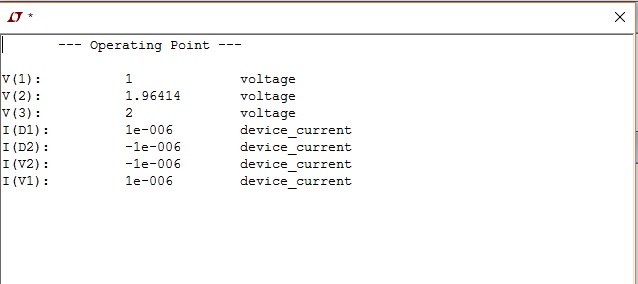 *
--- Operating Point ---
V(1): 1 voltage
V(2): 1.96414 voltage
V(3): 2 voltage
I(D1): 1e-006 device_current
I(D2): -1e-006 device_current
I(V2): -1e-006 device_current
I(V1): 1e-006 device_current